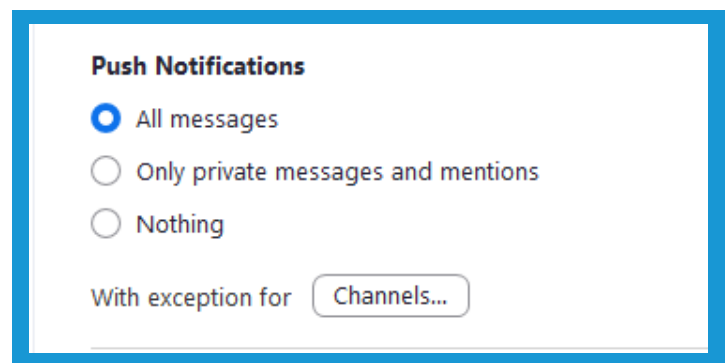 Push Notifications
All messages
Only private messages and mentions
Nothing
With exception for Channels...